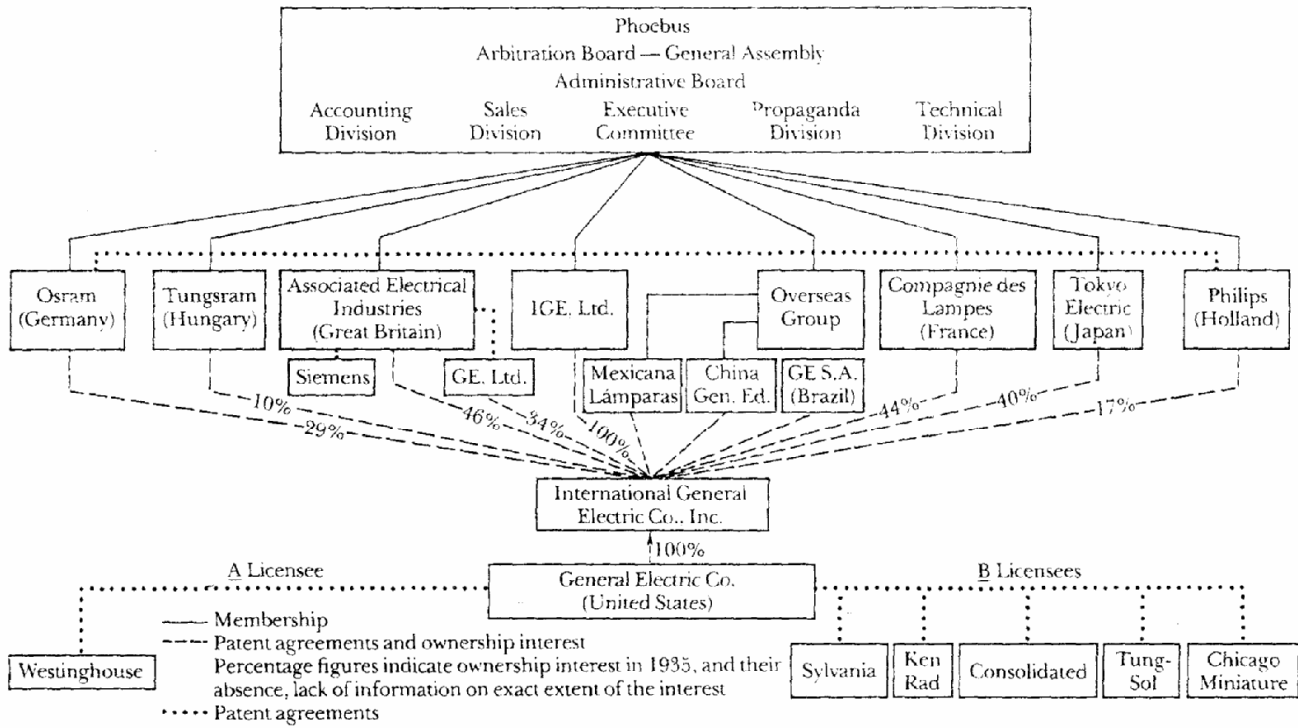 Phoebus
Arbitration Board — General Assembly
Administrative Board
Accounting Division
Sales Division
Executive Committee
Propaganda Division
Technical Division
Osram
(Germany)
Tungsram
(Hungary)
Associated Electrical
Industries
(Great Britain)
IGE. Ltd.
Overseas
Group
Compagnie des
Lampes
(France)
Tokyo
Electric
(Japan)
Philips
(Holland)
Siemens
GE. Ltd.
Mexicana
Lámparas
China
Gen. Ed.
GE S.A.
(Brazil)
10%
29%
46%
34%
100%
44%
40%
17%
International General
Electric Co., Inc.
100%
General Electric Co.
(United States)
A Licensee
B Licensees
Westinghouse
Sylvania
Ken
Rad
Consolidated
Tung-
Sol
Chicago
Miniature
Membership
Patent agreements and ownership interest
Percentage figures indicate ownership interest in 1935, and their
absence, lack of information on exact extent of the interest
Patent agreements